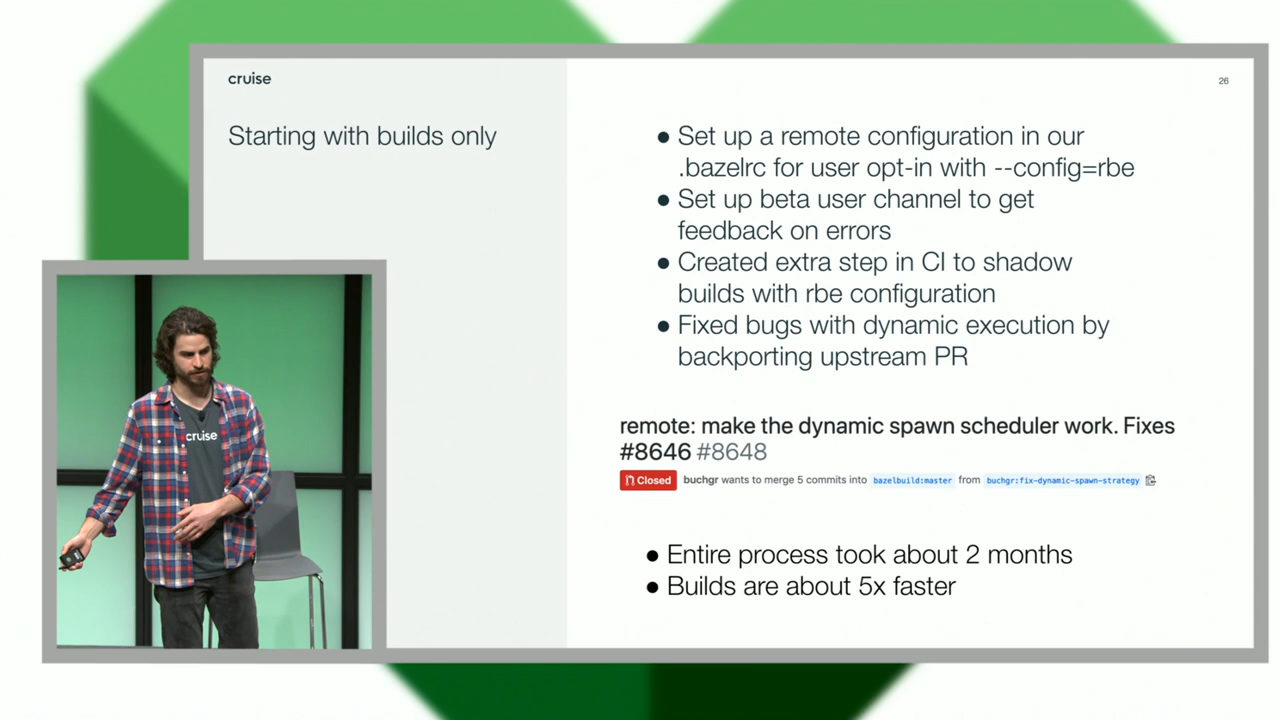 cruise
26
Starting with builds only
● Set up a remote configuration in our
.bazelrc for user opt-in with --config=rbe
● Set up beta user channel to get
feedback on errors
● Created extra step in CI to shadow
builds with rbe configuration
● Fixed bugs with dynamic execution by
backporting upstream PR
remote: make the dynamic spawn scheduler work. Fixes
#8646 #8648
Closed buchgr wants to merge 5 commits into bazelbuild:master from buchgr:fix-dynamic-spawn-strategy
● Entire process took about 2 months
● Builds are about 5x faster
cruise